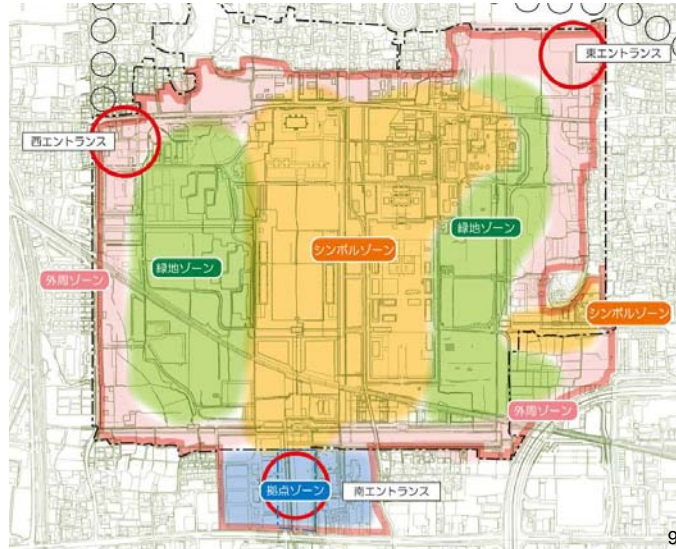 東エントランス
西エントランス
緑地ゾーン
シンボルゾーン
緑地ゾーン
外周ゾーン
シンボルゾーン
外周ゾーン
拠点ゾーン
南エントランス
9